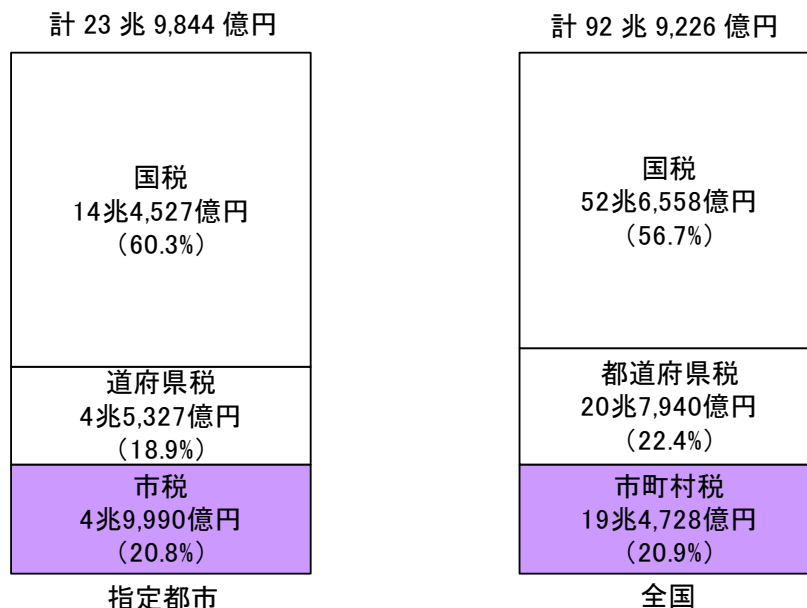 計 23 兆 9,844 億円
国税
14兆4,527億円
（60.3%）
道府県税
4兆5,327億円
（18.9%）
市税
4兆9,990億円
（20.8%）
指定都市
計 92 兆 9,226 億円
国税
52兆6,558億円
（56.7%）
都道府県税
20兆7,940億円
（22.4%）
市町村税
19兆4,728億円
（20.9%）
全国